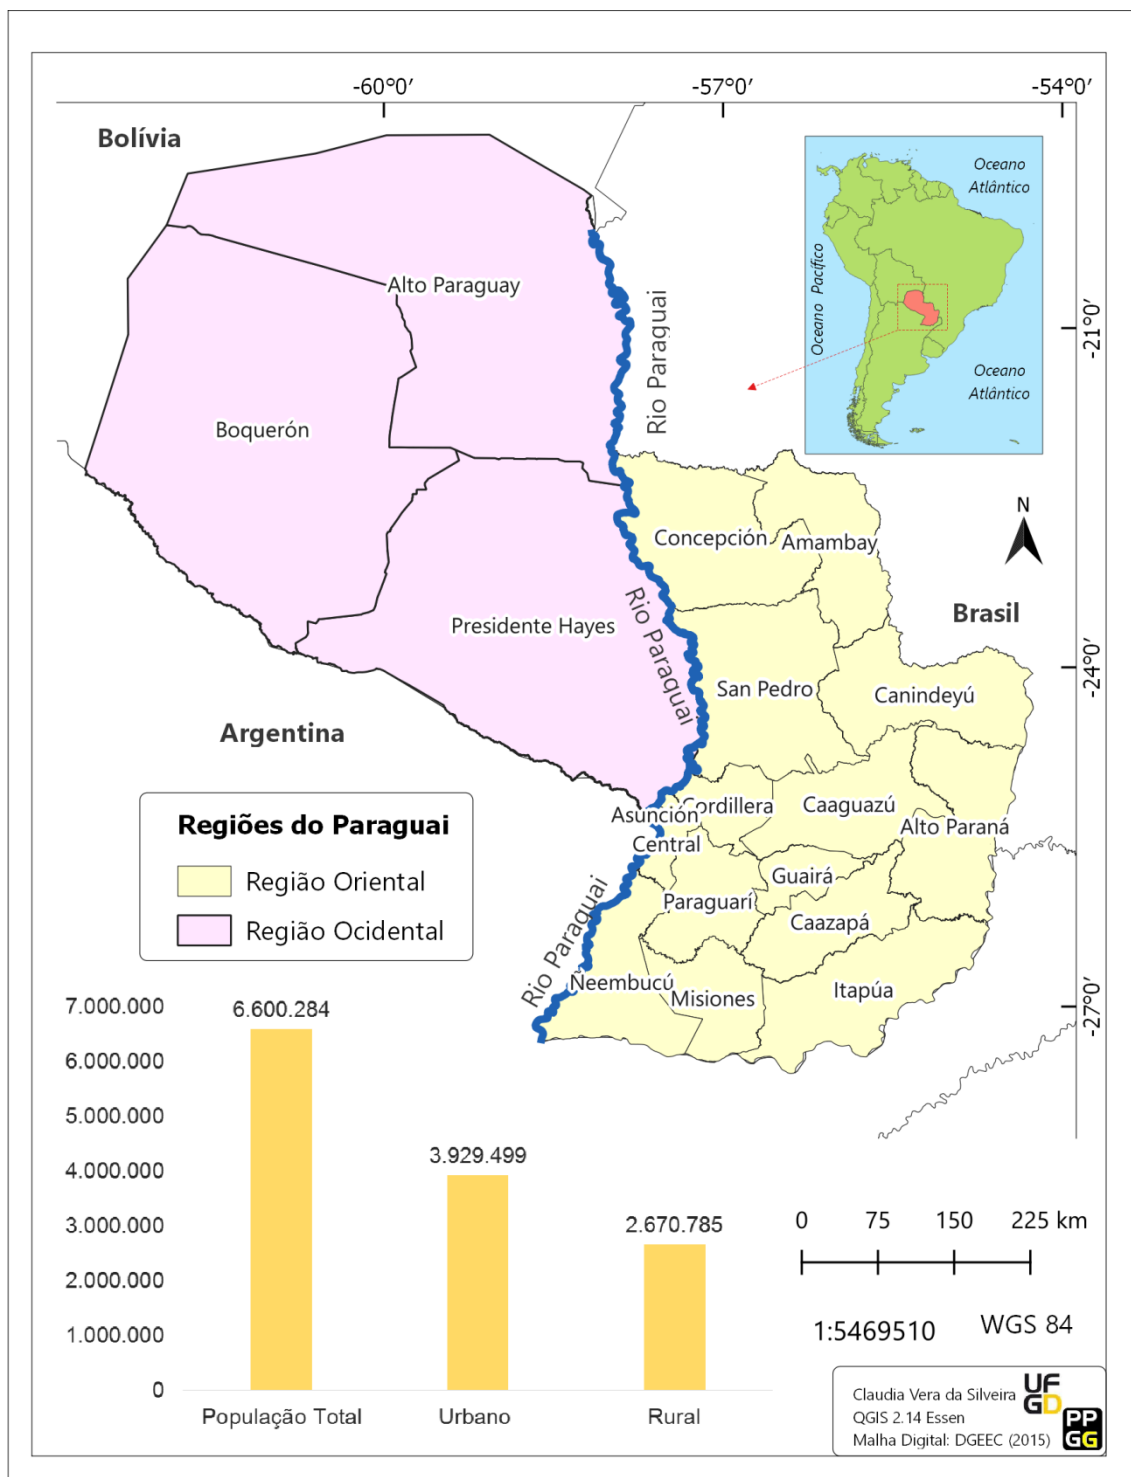 -60°0′
-57°0′
-54°0′
Bolívia
Oceano
Atlântico
Oceano Pacífico
Oceano
Atlântico
-21°0′
Alto Paraguay
Rio Paraguai
Boquerón
N
Concepción
Amambay
Brasil
Presidente Hayes
Rio Paraquai
-24°0′
San Pedro
Canindeyú
Argentina
Cordillera
Caaguazú
Asunción
Alto Paraná
Central
Guairá
Paraguarí
Caazapá
Rio Paraguai
Neembucú
Misiones
Itapúa
-27°0′
Regiões do Paraguai
Região Oriental
Região Ocidental
7.000.000
6.600.284
6.000.000
5.000.000
4.000.000
3.929.499
3.000.000
2.670.785
2.000.000
1.000.000
0
População Total
Urbano
Rural
0 75 150 225 km
1:5469510
WGS 84
Claudia Vera da Silveira
QGIS 2.14 Essen
Malha Digital: DGEEC (2015)
UF
GD
PP
GG